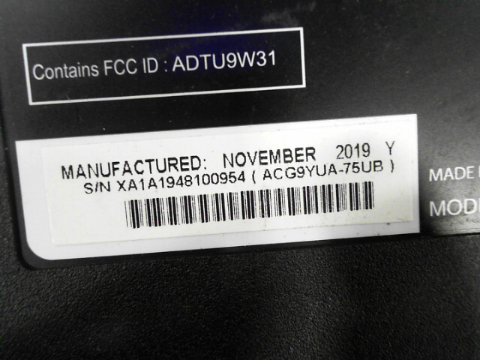 Contains FCC ID : ADTU9W31
MANUFACTURED: NOVEMBER 2019 Y
S/N XA1A1948100954 ( ACG9YUA-75UB )
MADE
MODE